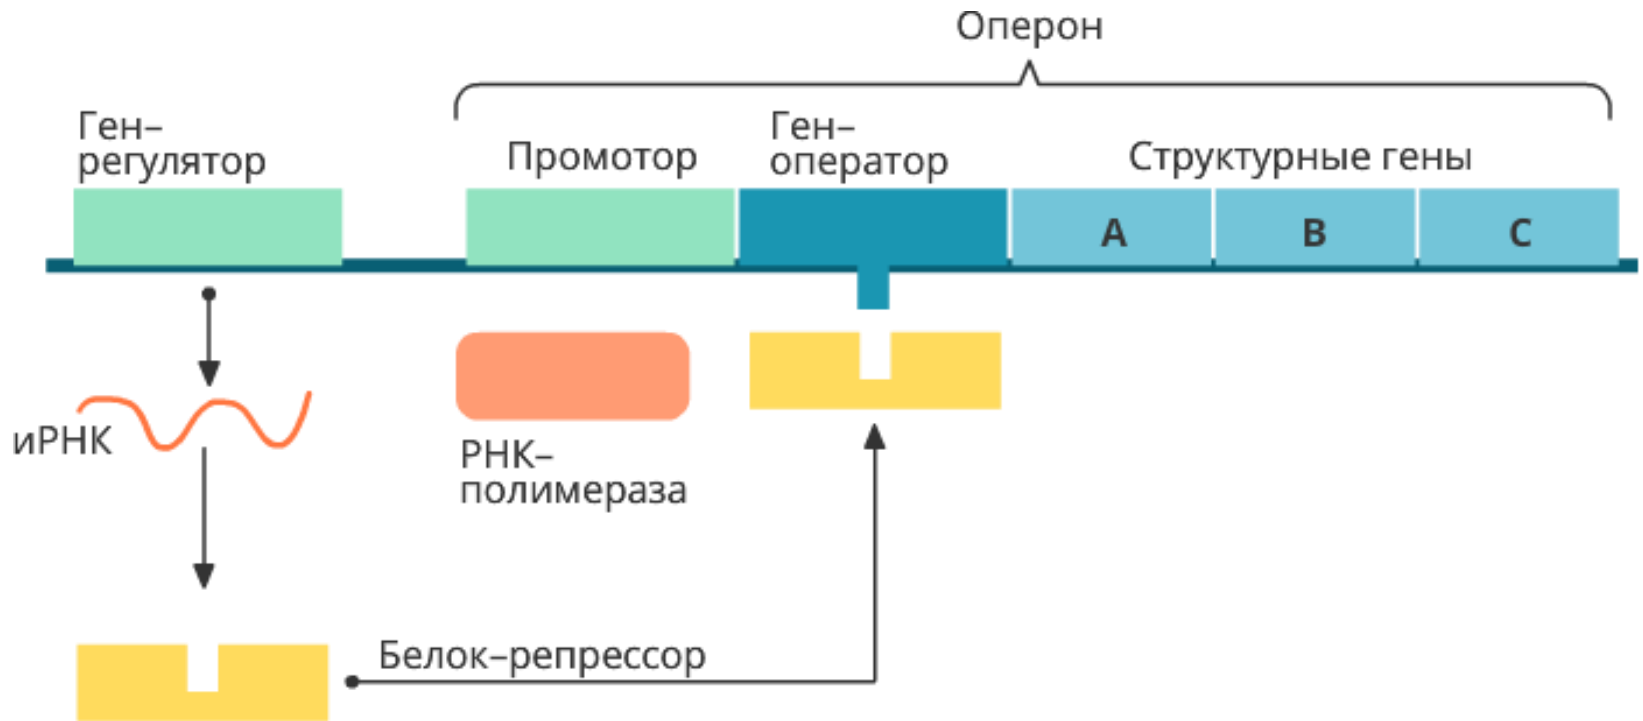 Оперон
Ген–
регулятор
Промотор
Ген–
оператор
Структурные гены
A
B
C
иРНК
РНК–
полимераза
Белок–репрессор